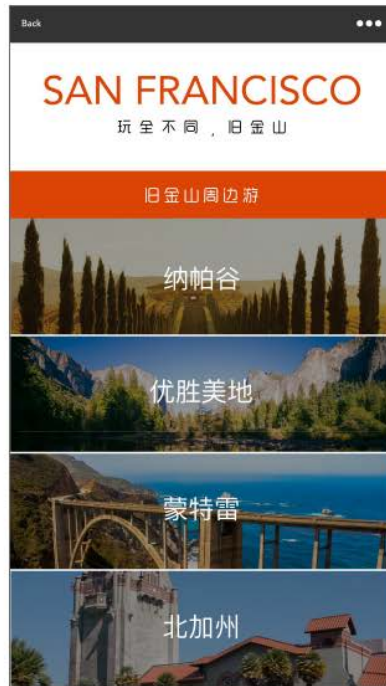 Back
SAN FRANCISCO
玩全不同，旧金山
旧金山周边游
纳帕谷
优胜美地
蒙特雷
北加州